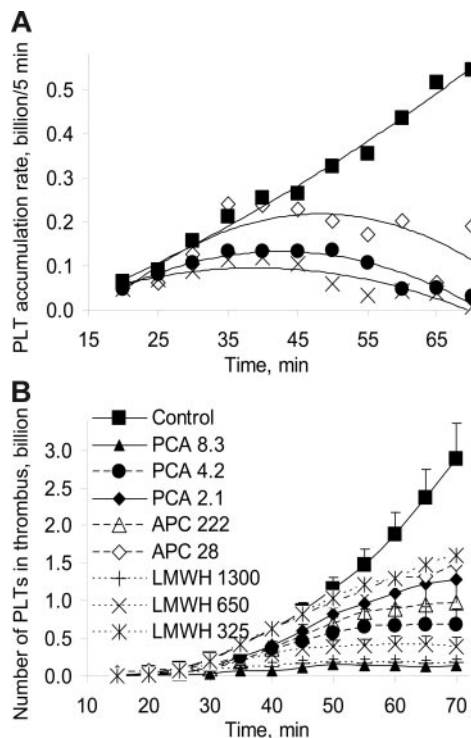 A
PLT accumulation rate, billion/5 min
0.5
0.4
0.3
0.2
0.1
0.0
15 25 35 45 55 65
Time, min
B
Number of PLTs in thrombus, billion
3.0
2.5
2.0
1.5
1.0
0.5
0.0
Control
PCA 8.3
PCA 4.2
PCA 2.1
APC 222
APC 28
LMWH 1300
LMWH 650
LMWH 325
10 20 30 40 50 60 70
Time, min